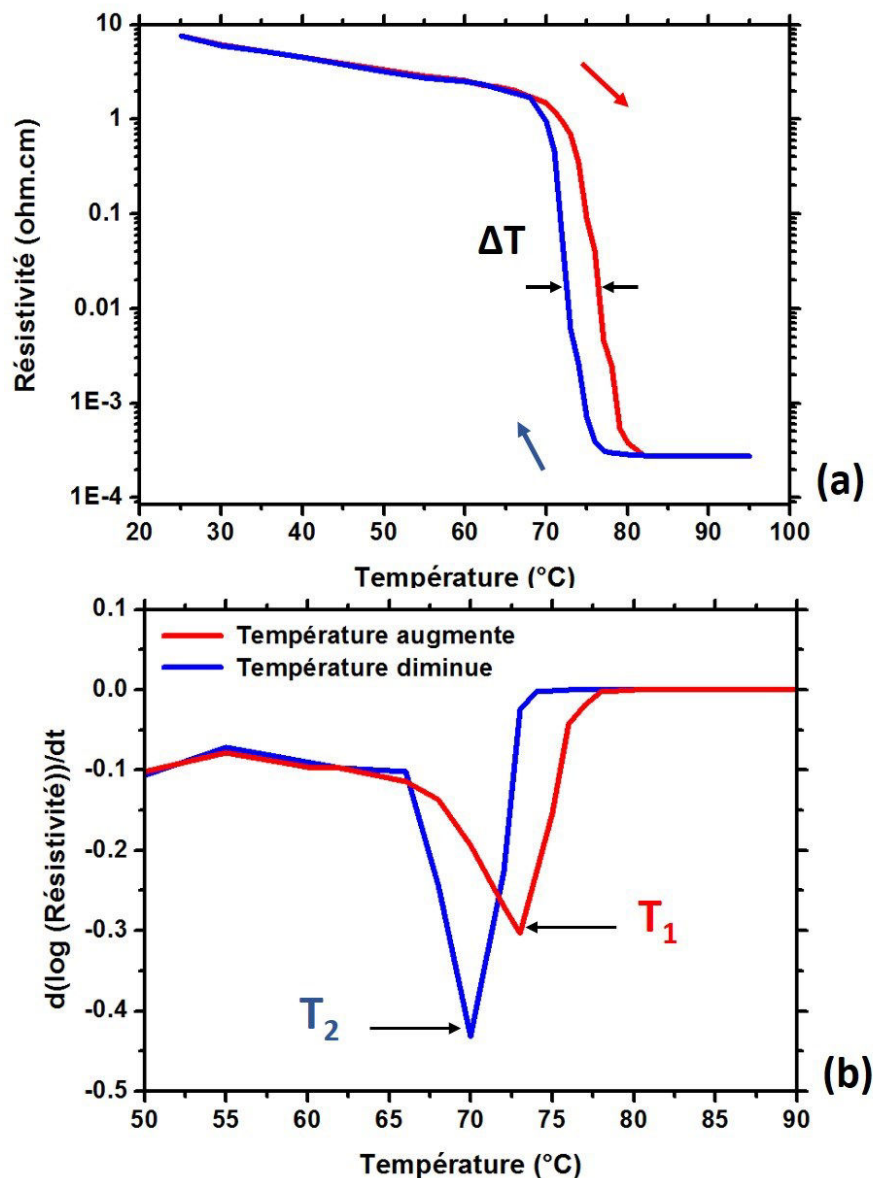 10
1
0.1
0.01
1E-3
1E-4
Résistivité (ohm.cm)
ΔT
20 30 40 50 60 70 80 90 100
(a)
Température (°C)
0.1
0.0
-0.1
-0.2
-0.3
-0.4
-0.5
d(log (Résistivité))/dt
Température augmente
Température diminue
T₁
T₂
50 55 60 65 70 75 80 85 90
(b)
Température (°C)